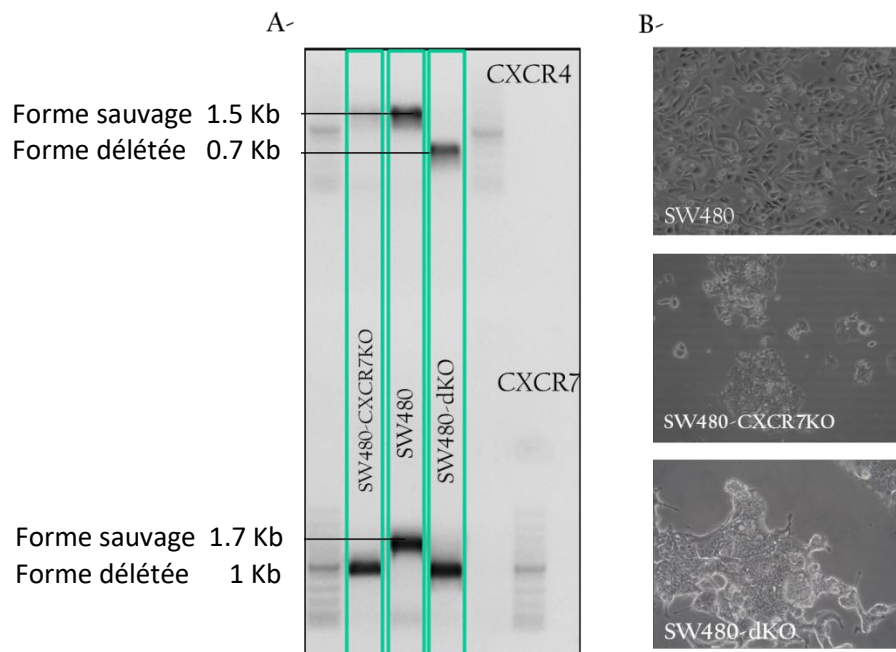 A-
B-
CXCR4
Forme sauvage 1.5 Kb
Forme délétée 0.7 Kb
SW480
SW480-CXCR7KO
SW480
SW480-dKO
CXCR7
SW480-CXCR7KO
Forme sauvage 1.7 Kb
Forme délétée 1 Kb
SW480-dKO